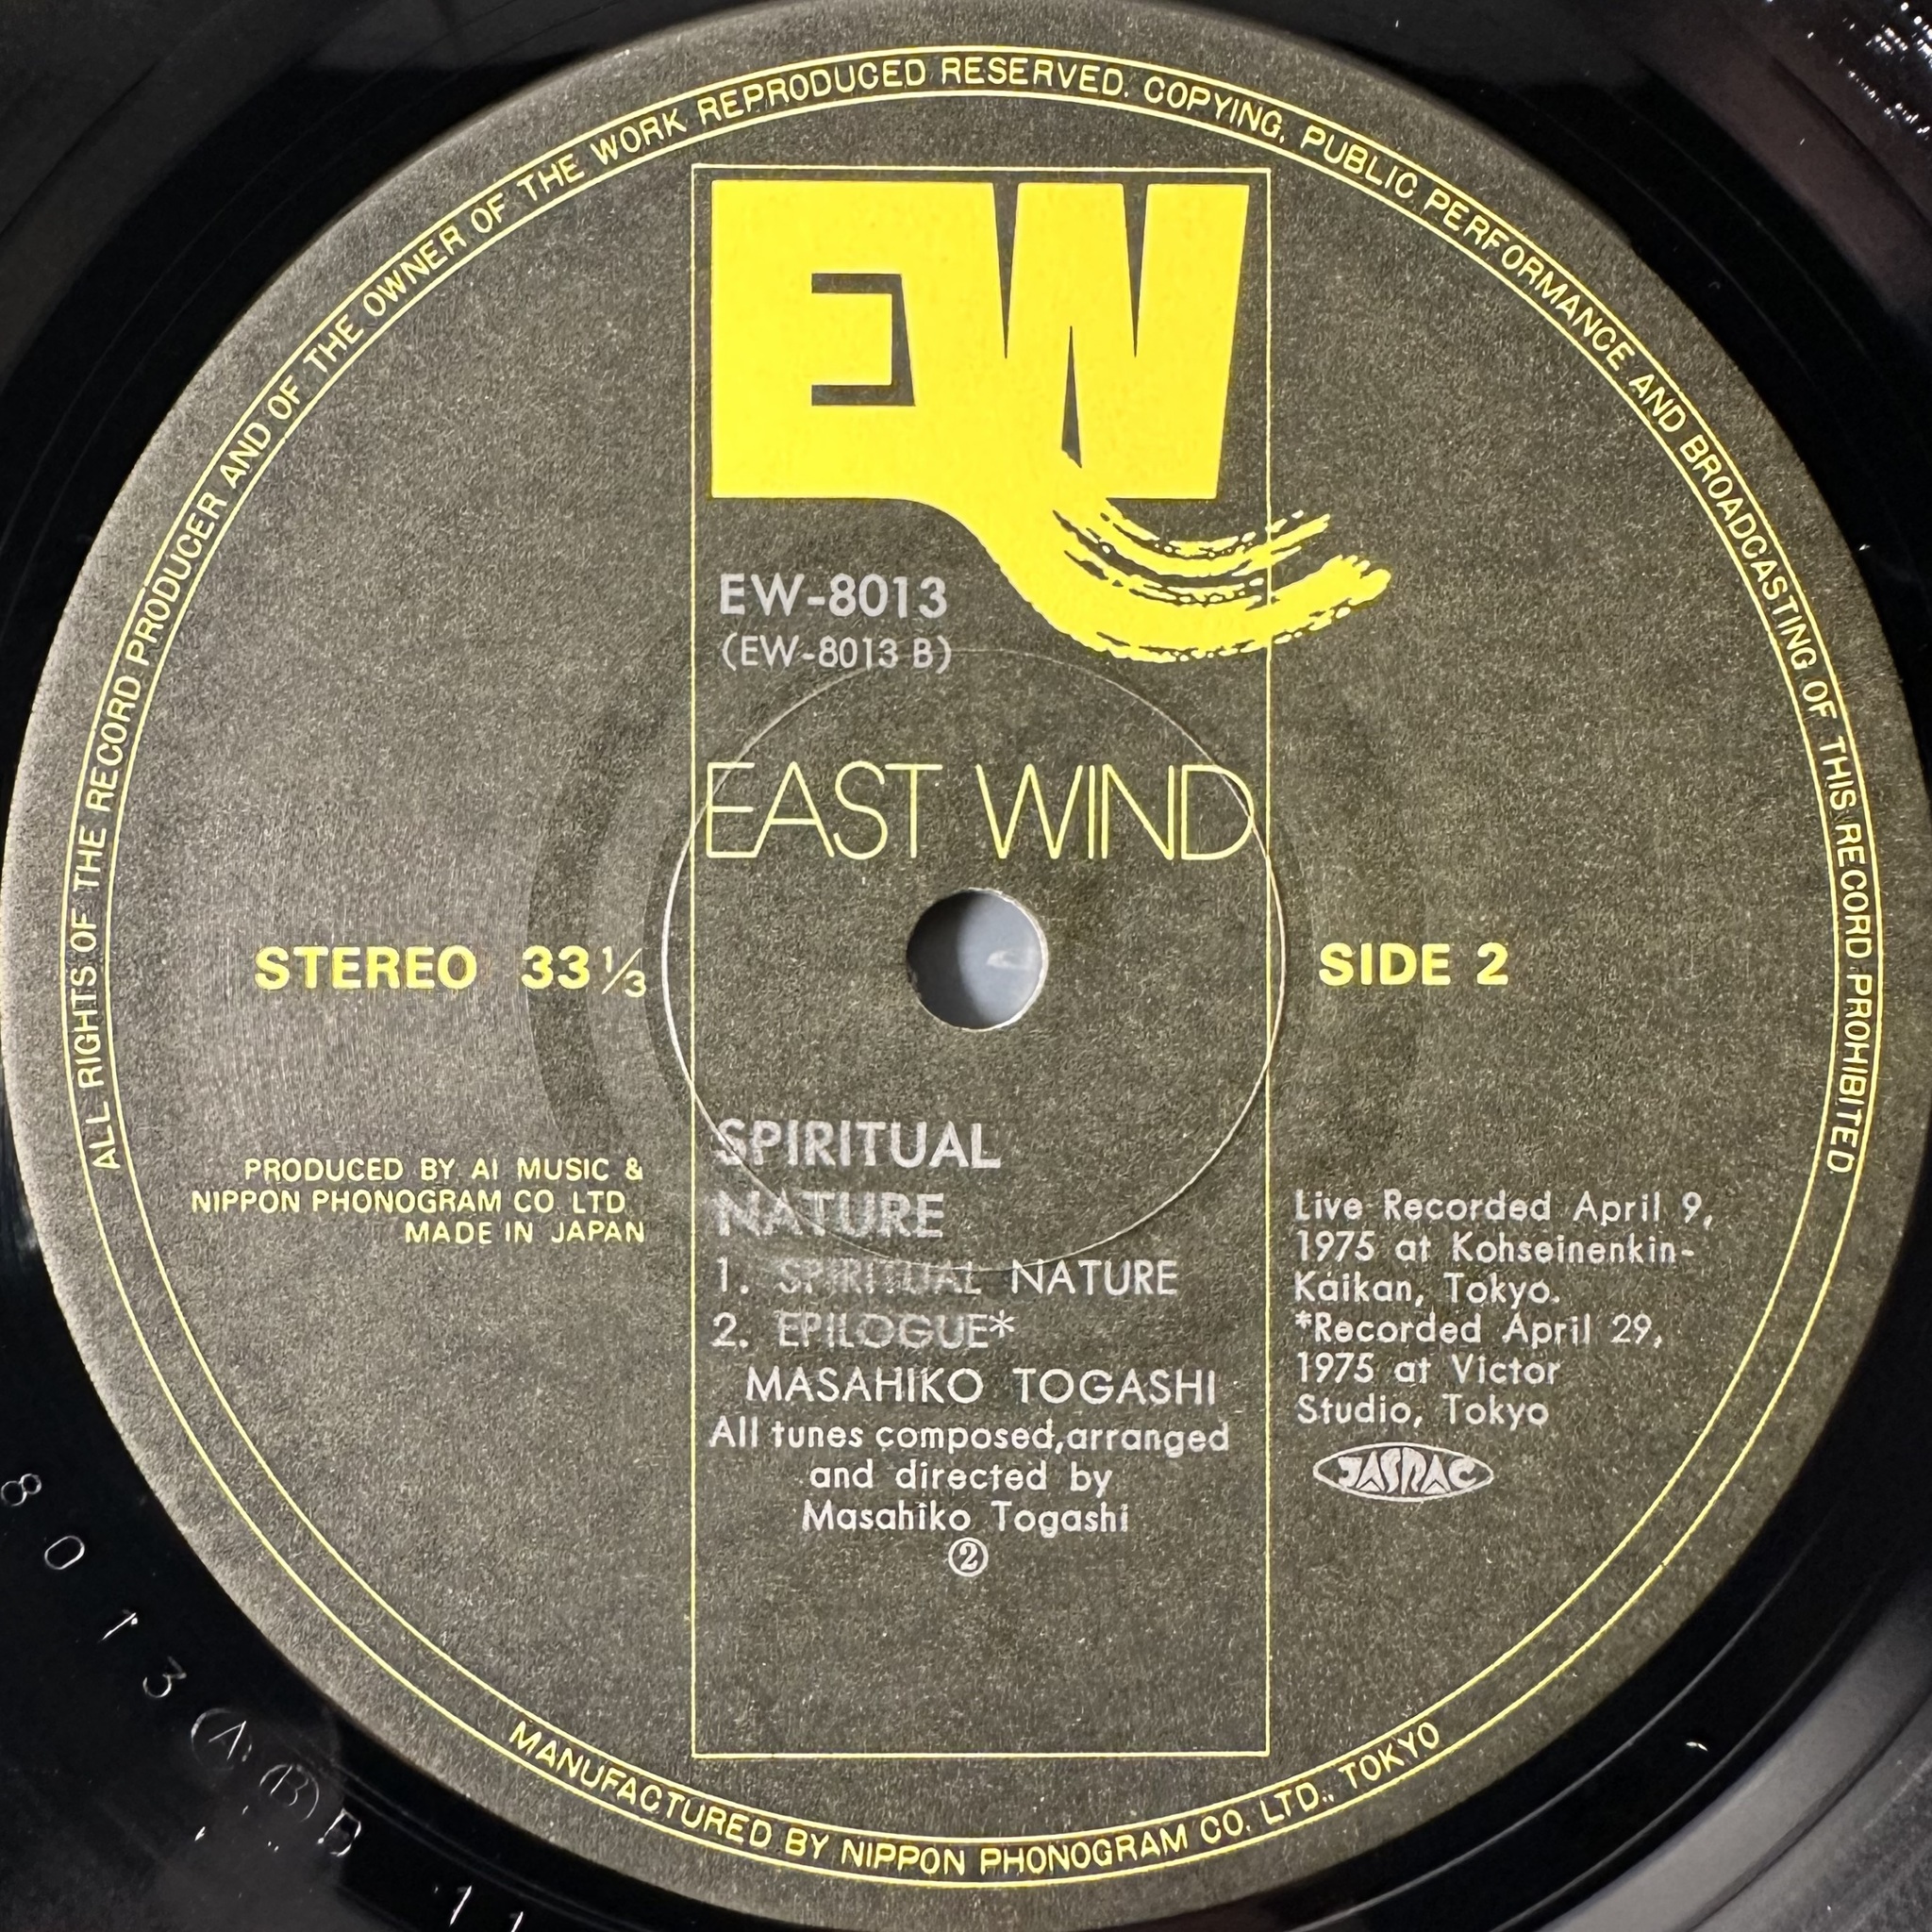 ALL RIGHTS OF THE RECORD PRODUCER AND OF THE OWNER OF THE WORK REPRODUCED RESERVED. COPYING, PUBLIC PERFORMANCE AND BROADCASTING OF THIS RECORD PROHIBITED
EW
EW-8013
(EW-8013 B)
EAST WIND
STEREO 33 1/3
SIDE 2
PRODUCED BY AI MUSIC &
NIPPON PHONOGRAM CO. LTD.
MADE IN JAPAN
SPIRITUAL
NATURE
1. SPIRITUAL NATURE
2. EPILOGUE*
MASAHIKO TOGASHI
All tunes composed,arranged
and directed by
Masahiko Togashi
②
Live Recorded April 9,
1975 at Kohseinenkin-
Kaikan, Tokyo.
*Recorded April 29,
1975 at Victor
Studio, Tokyo
JASRAC
MANUFACTURED BY NIPPON PHONOGRAM CO. LTD., TOKYO
8013 (A) (B)